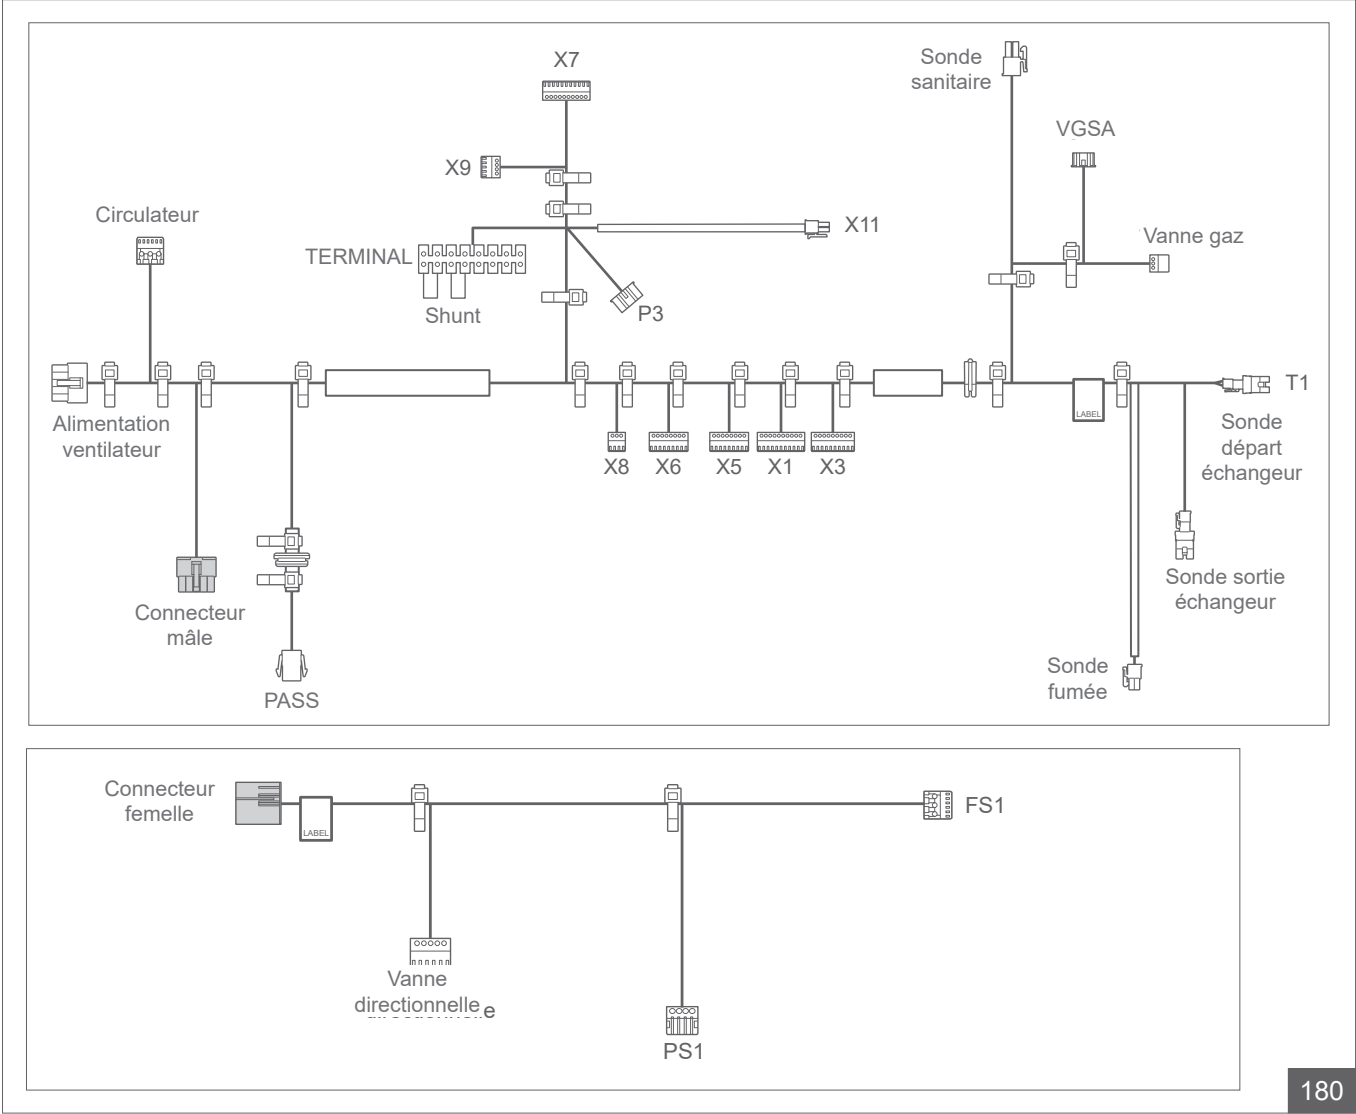 X7
Sonde
sanitaire
VGSA
X9
Circulateur
X11
Vanne gaz
TERMINAL
Shunt
P3
T1
Alimentation
ventilateur
LABEL
Sonde
départ
échangeur
X8
X6
X5
X1
X3
Connecteur
mâle
Sonde sortie
échangeur
PASS
Sonde
fumée
Connecteur
femelle
LABEL
FS1
Vanne
directionnelle
PS1
180